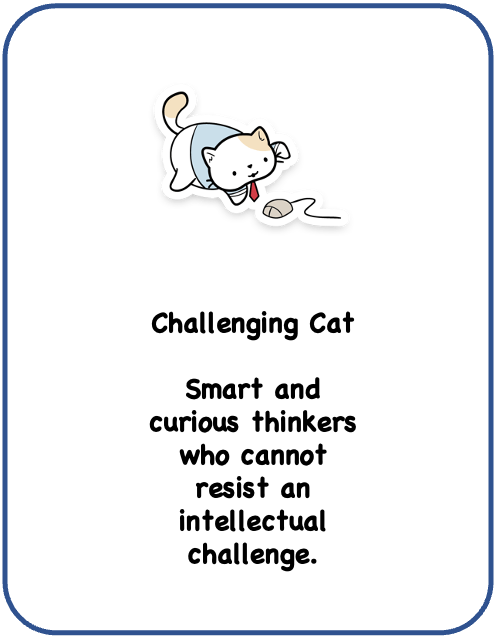 Challenging Cat
Smart and
curious thinkers
who cannot
resist an
intellectual
challenge.